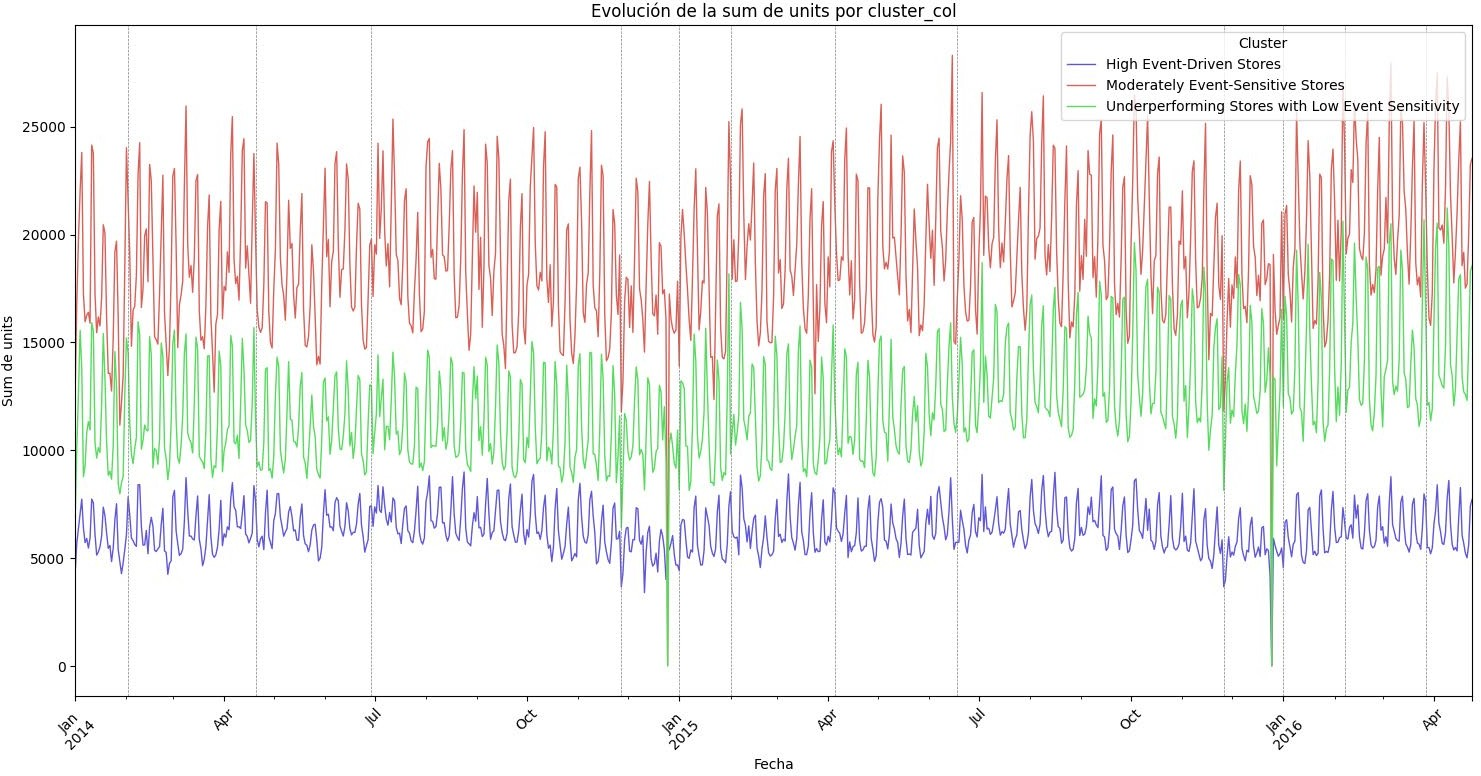 Evolución de la sum de units por cluster_col
Cluster
High Event-Driven Stores
Moderately Event-Sensitive Stores
Underperforming Stores with Low Event Sensitivity
Sum de units
25000
20000
15000
10000
5000
0
Jan
2014
Apr
Jul
Oct
Jan
2015
Apr
Jul
Oct
Jan
2016
Apr
Fecha